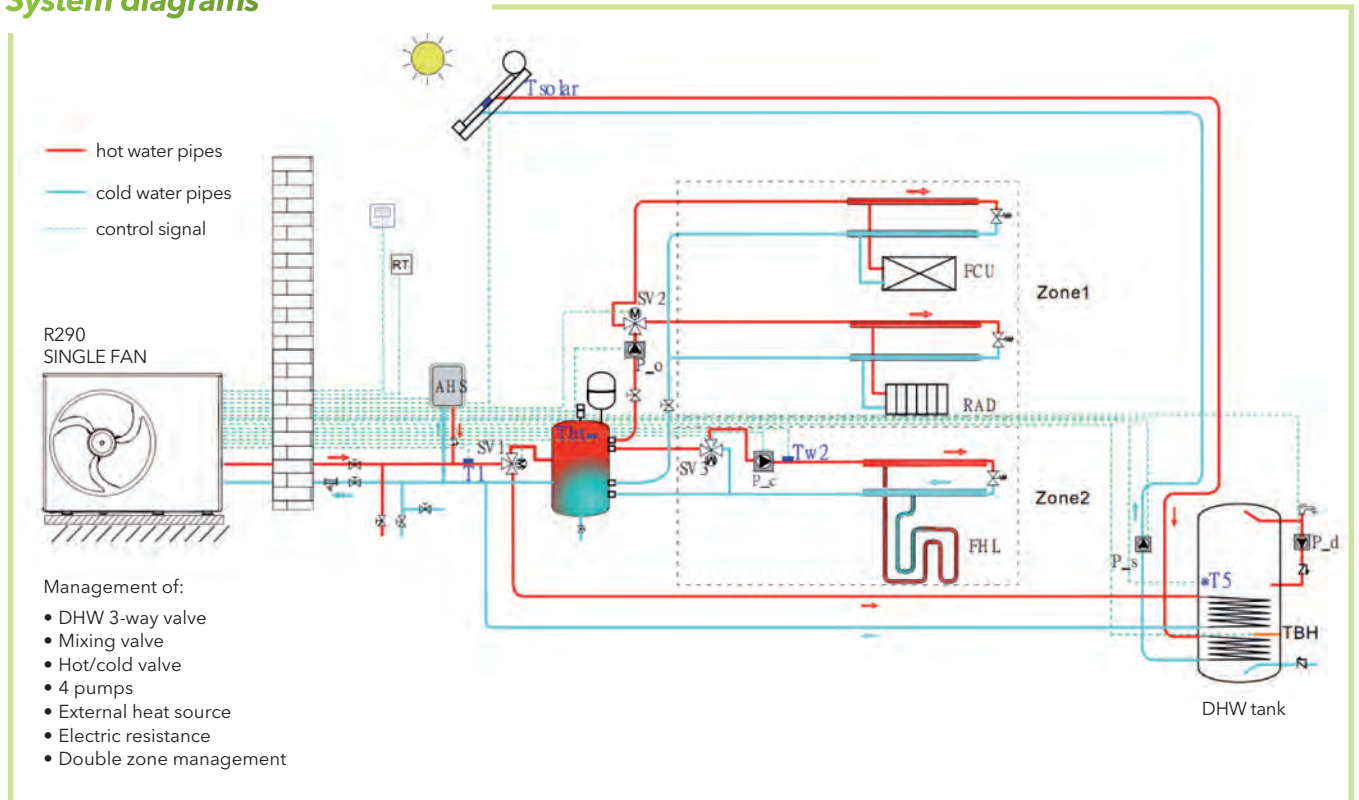 System diagrams
Tsolar
hot water pipes
cold water pipes
control signal
RT
FCU
Zone1
SV2
M
R290
SINGLE FAN
P_o
AHS
RAD
Tbt
SV1
M
T1
SV3
M
P_c
Tw2
Zone2
FHL
P_s
P_d
T5
TBH
DHW tank
Management of:
• DHW 3-way valve
• Mixing valve
• Hot/cold valve
• 4 pumps
• External heat source
• Electric resistance
• Double zone management